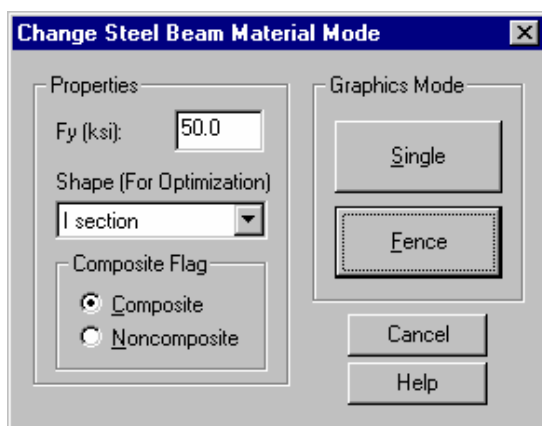 Change Steel Beam Material Mode
Properties
Fy (ksi): 50.0
Shape (For Optimization)
I section
Composite Flag
Composite
Noncomposite
Graphics Mode
Single
Fence
Cancel
Help